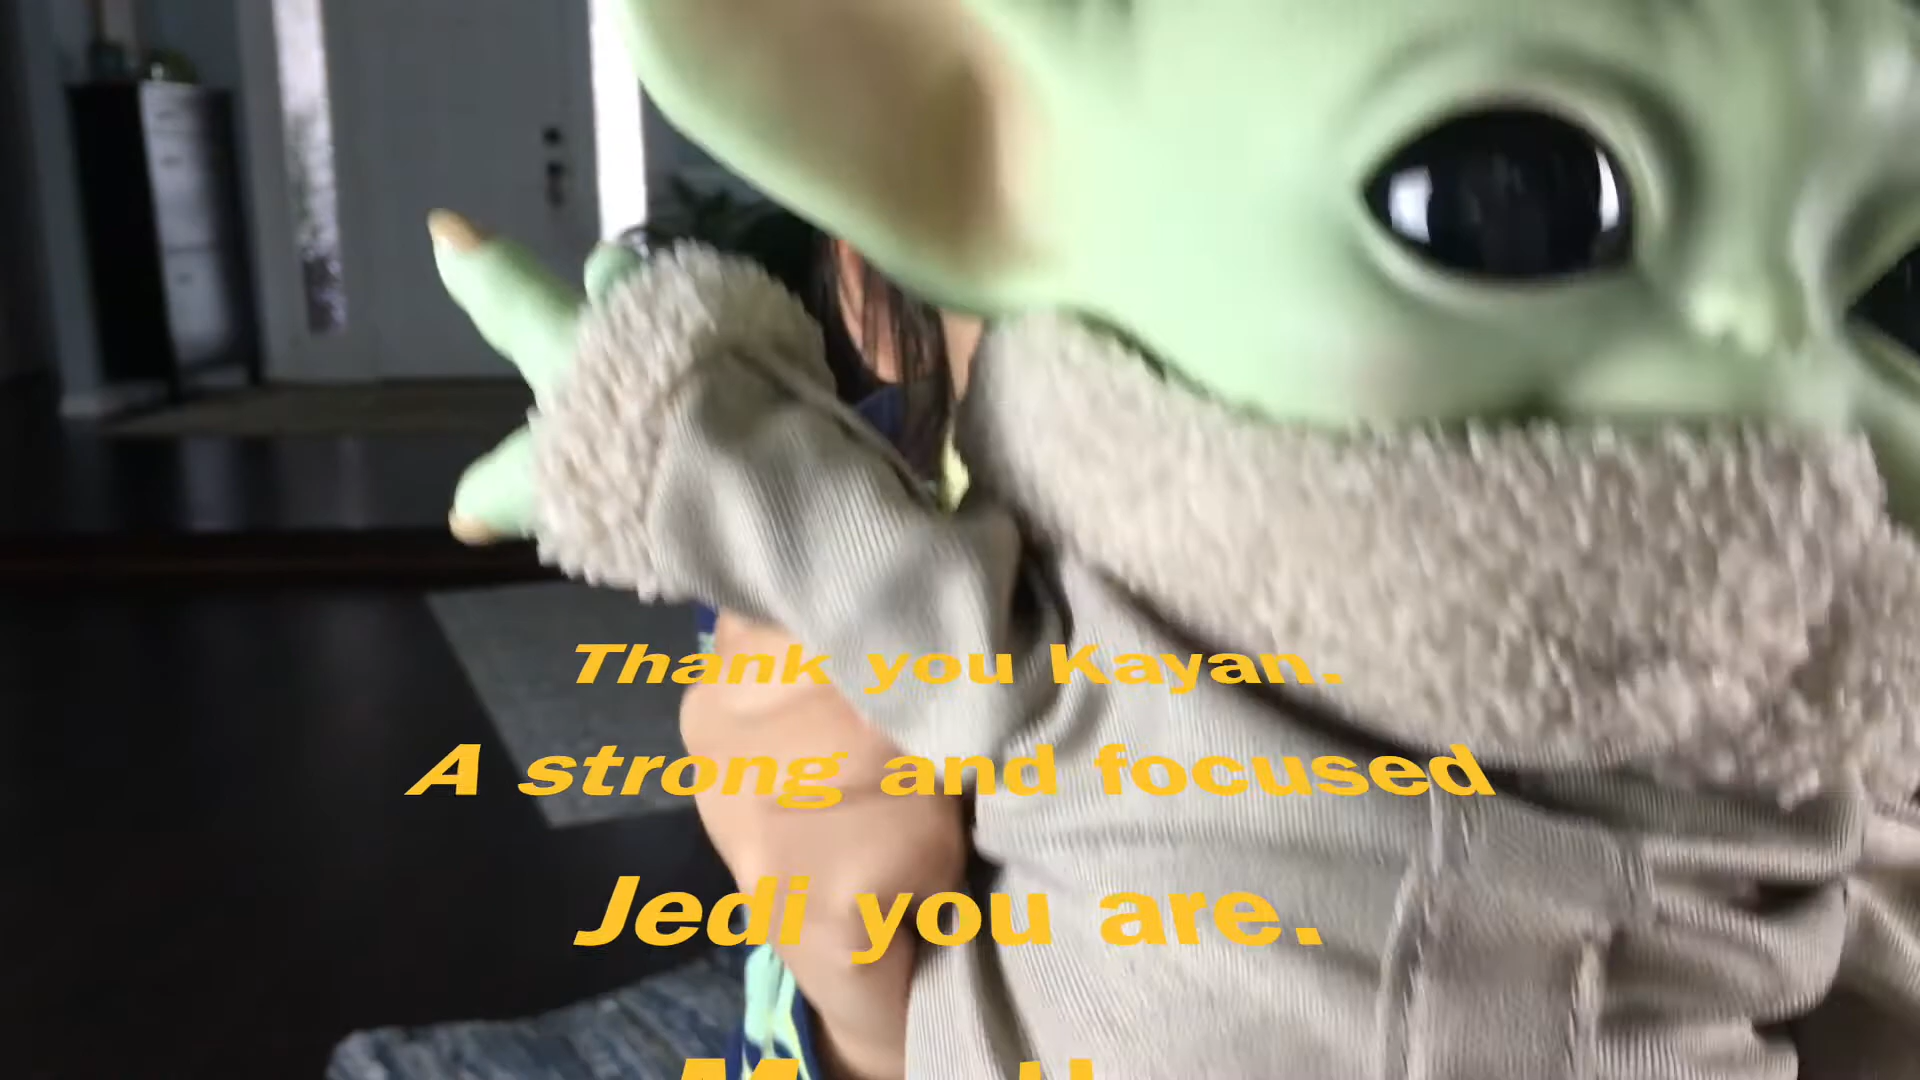 Thank you Kayan.
A strong and focused
Jedi you are.